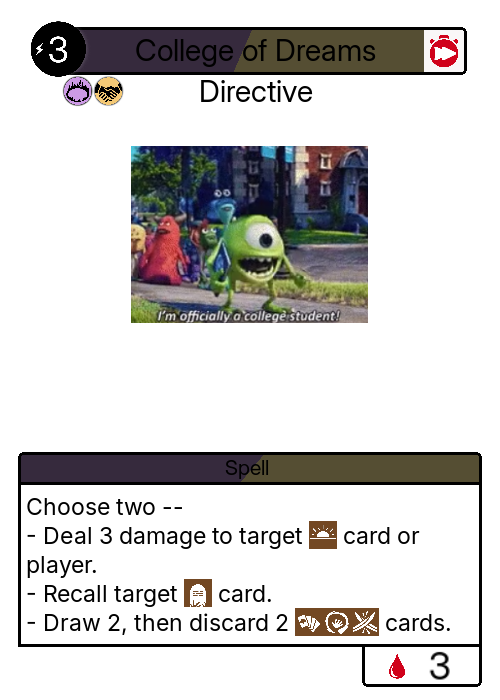 3
College of Dreams
Directive
I'm officially a college student!
Spell
Choose two --
- Deal 3 damage to target card or
player.
- Recall target card.
- Draw 2, then discard 2 cards.
3